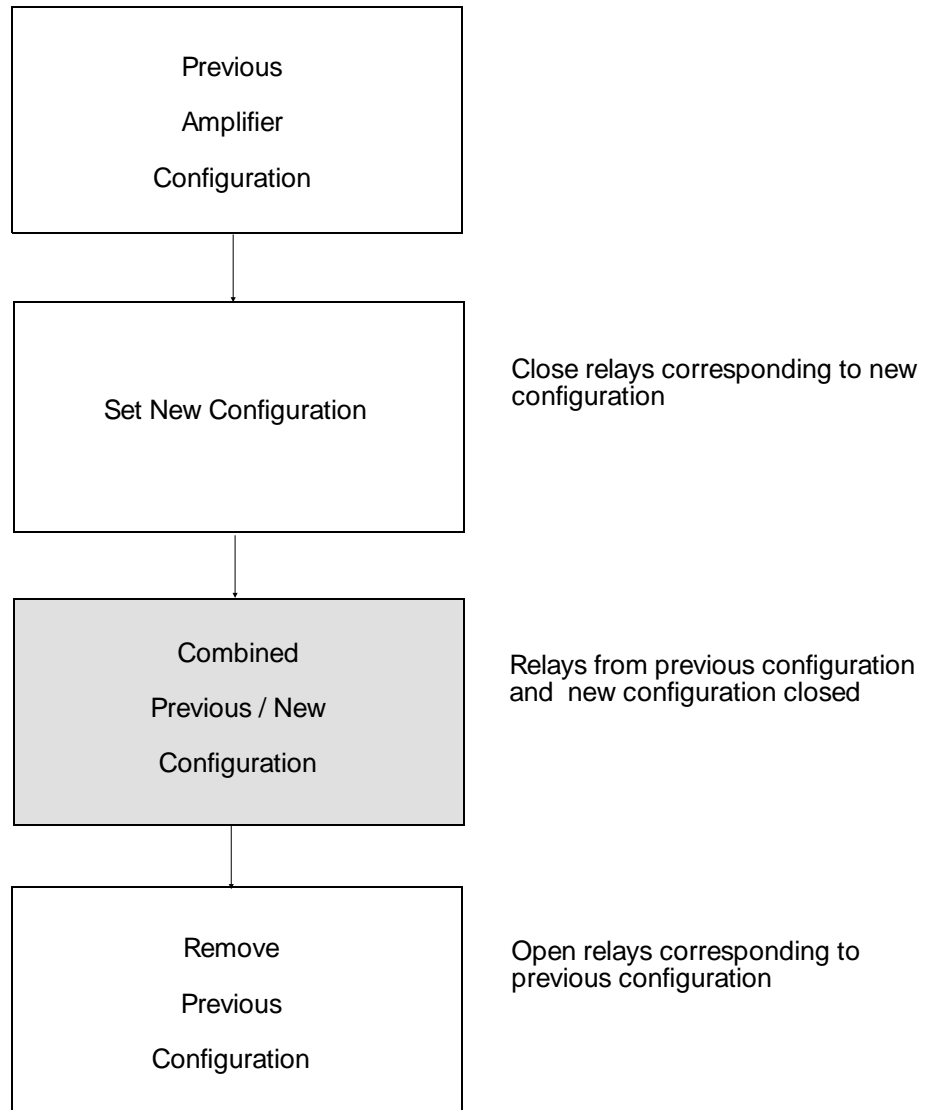 Previous
Amplifier
Configuration
Set New Configuration
Close relays corresponding to new
configuration
Combined
Previous / New
Configuration
Relays from previous configuration
and new configuration closed
Remove
Previous
Configuration
Open relays corresponding to
previous configuration